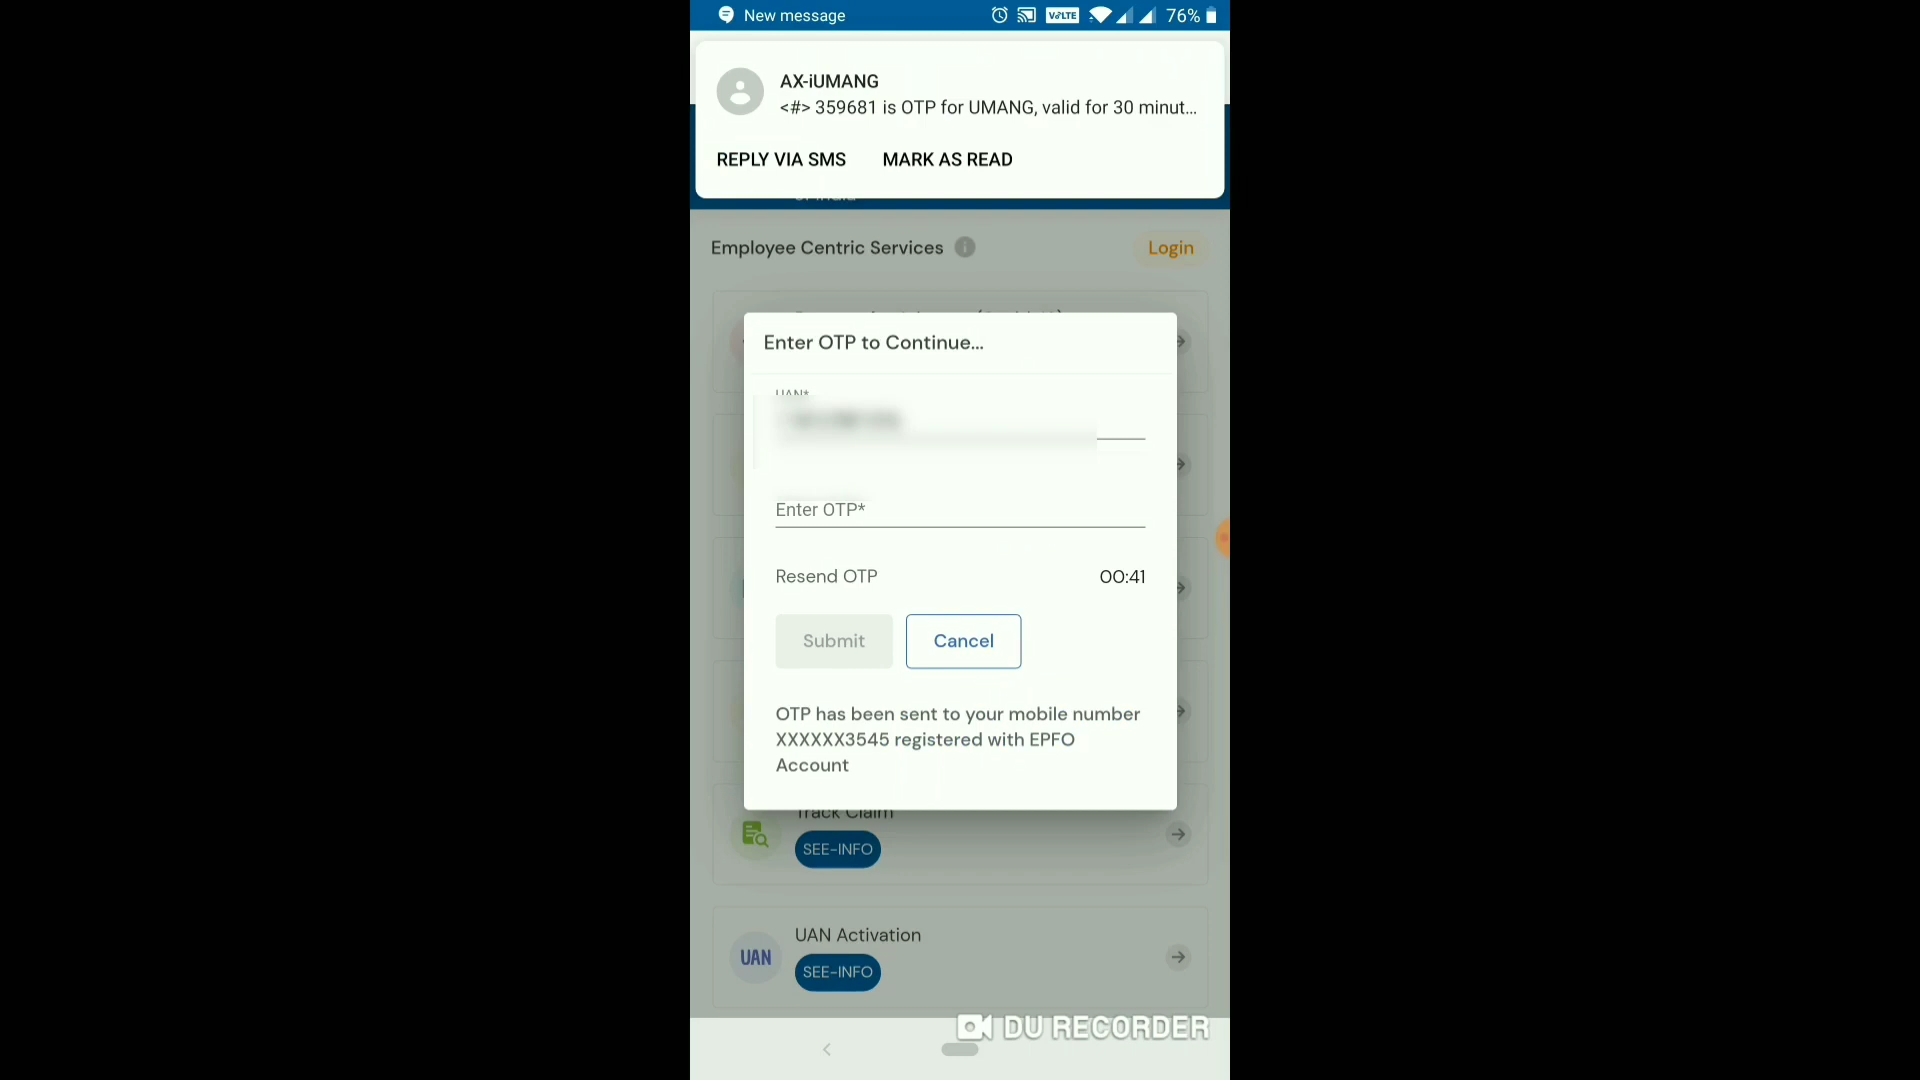 New message
VoLTE
76%
AX-iUMANG
<#> 359681 is OTP for UMANG, valid for 30 minut...
REPLY VIA SMS MARK AS READ
Employee Centric Services
Login
Enter OTP to Continue...
UAN*
Enter OTP*
Resend OTP 00:41
Submit Cancel
OTP has been sent to your mobile number
XXXXXX3545 registered with EPFO
Account
Track Claim
SEE-INFO
UAN Activation
UAN
SEE-INFO
DU RECORDER